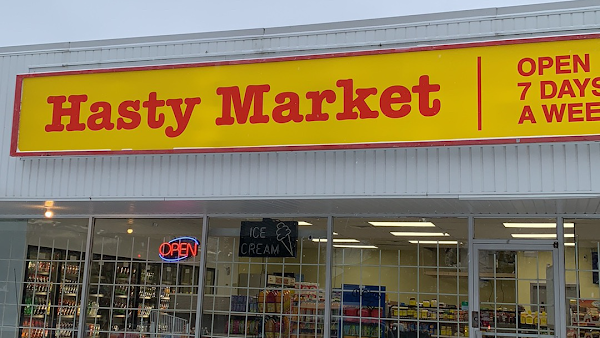 Hasty Market
OPEN
7 DAYS
A WEE
OPEN
ICE
CREAM